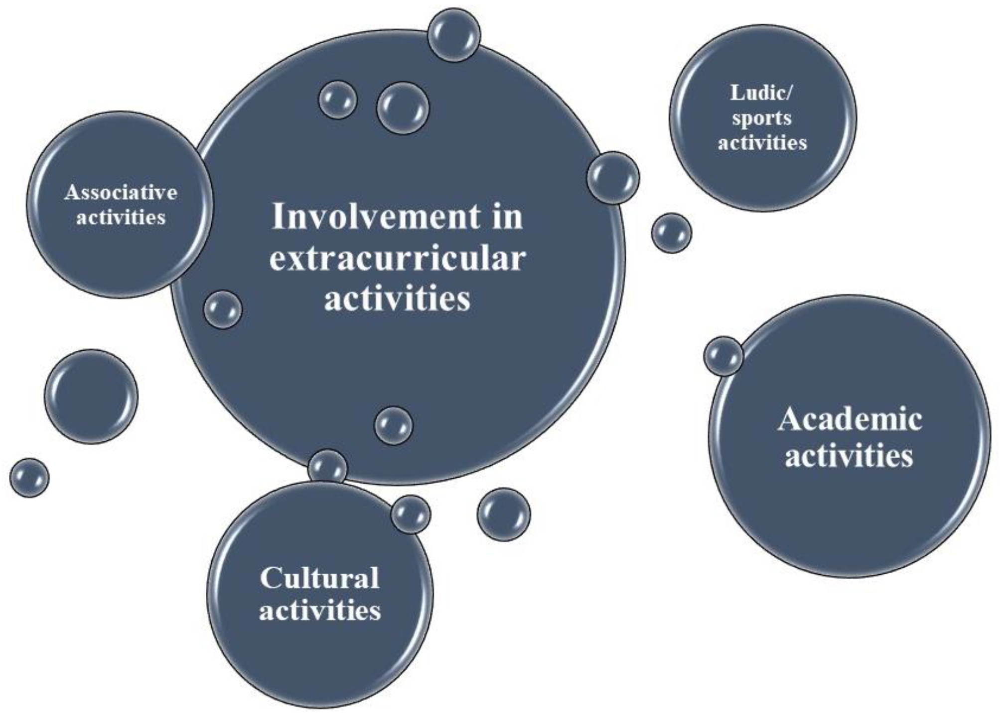 Involvement in
extracurricular
activities
Associative
activities
Ludic/
sports
activities
Academic
activities
Cultural
activities